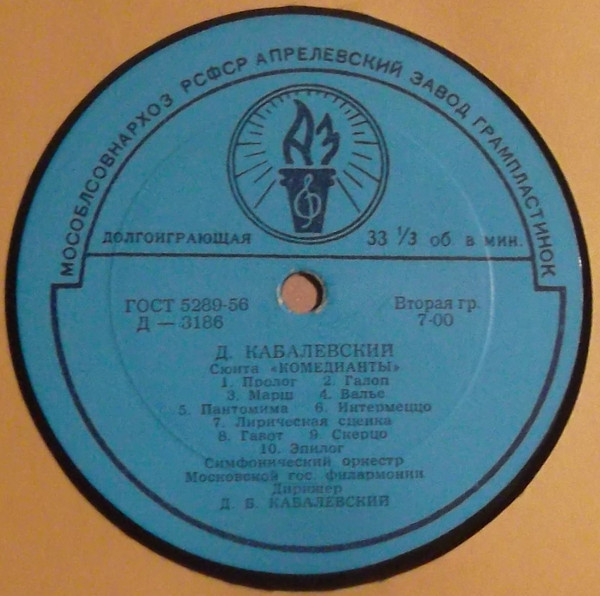 МОСОБЛСОВНАРХОЗ РСФСР АПРЕЛЕВСКИЙ ЗАВОД ГРАМПЛАСТИНОК
АЗ
ДОЛГОИГРАЮЩАЯ 33 ⅓ об. в мин.
ГОСТ 5289-56 Вторая гр.
Д — 3186 7-00
Д. КАБАЛЕВСКИЙ
Сюита «КОМЕДИАНТЫ»
1. Пролог 2. Галоп
3. Марш 4. Вальс
5. Пантомима 6. Интермеццо
7. Лирическая сценка
8. Гавот 9. Скерцо
10. Эпилог
Симфонический оркестр
Московской гос. филармонии
Дирижер
Д. Б. КАБАЛЕВСКИЙ